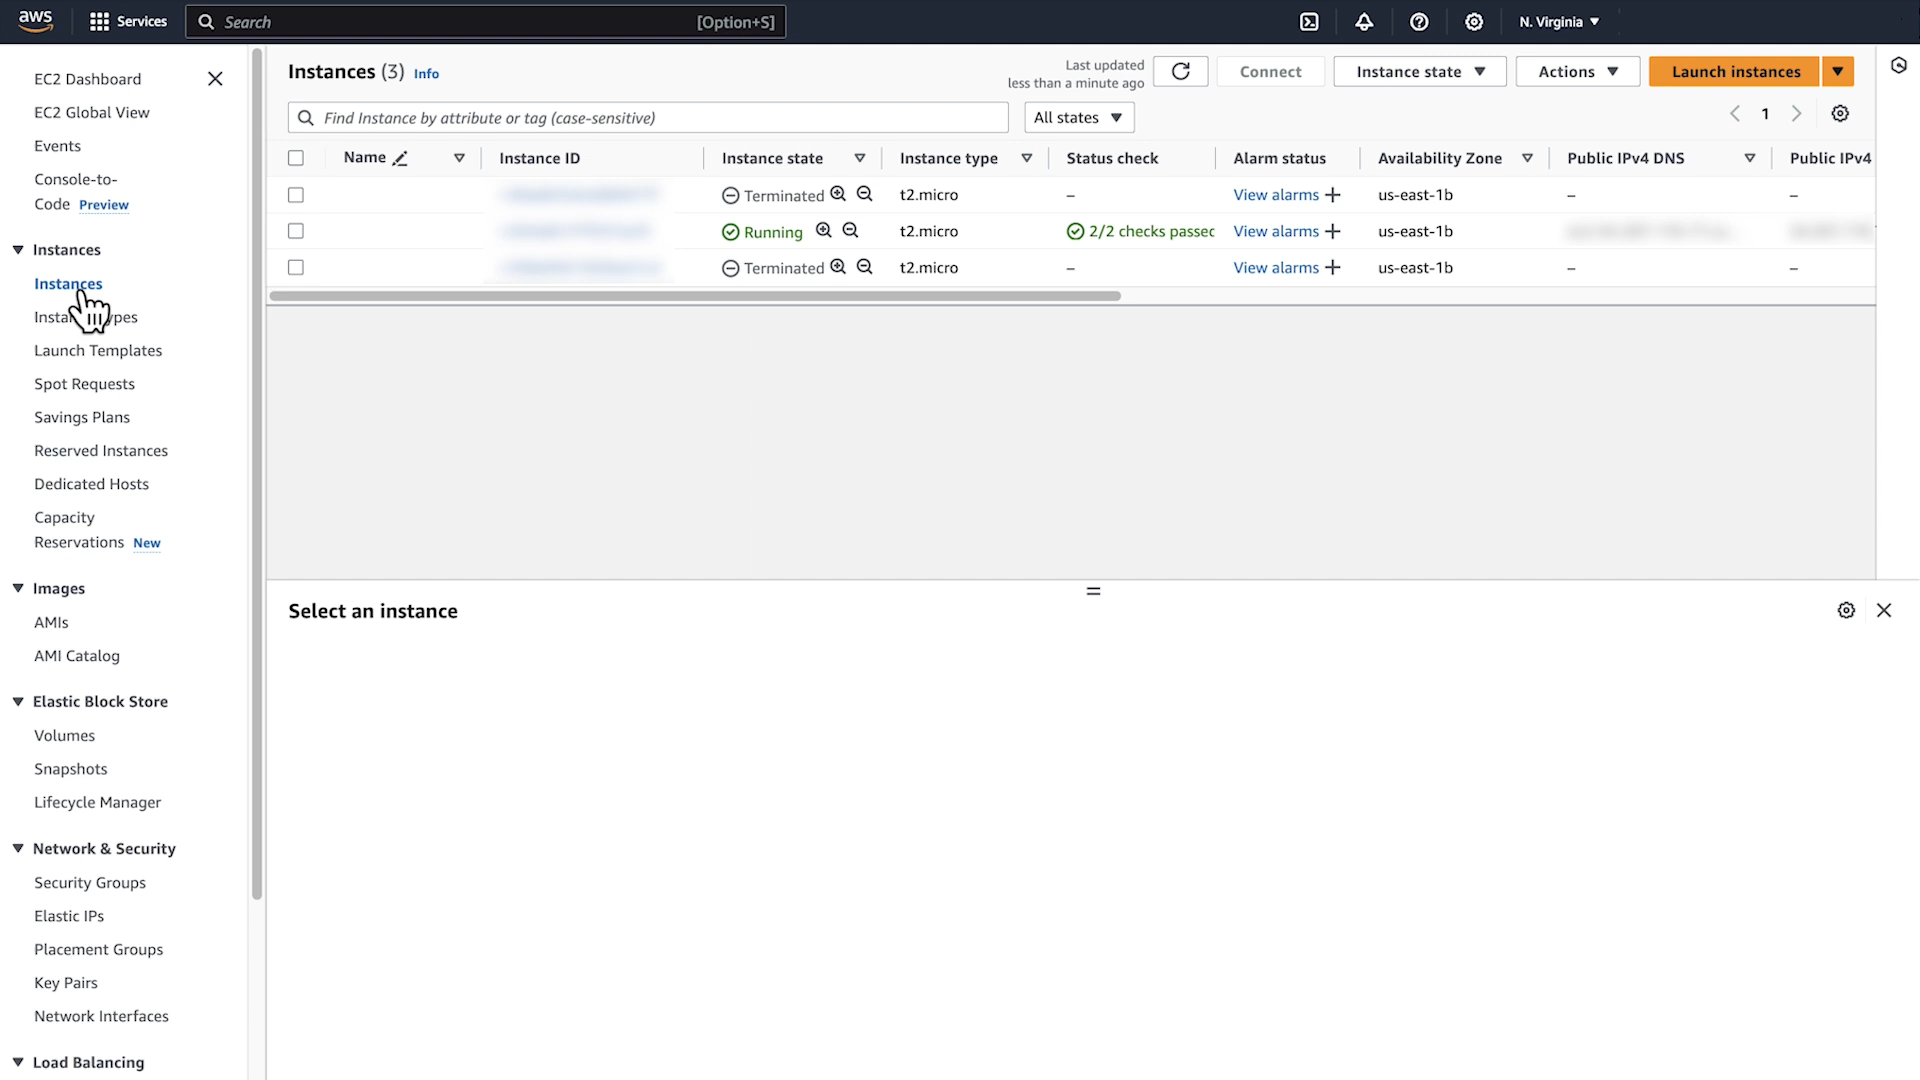 aws
Services
Search
[Option+S]
N. Virginia
EC2 Dashboard
EC2 Global View
Events
Console-to-
Code Preview
Instances
Instances
Launch Templates
Spot Requests
Savings Plans
Reserved Instances
Dedicated Hosts
Capacity
Reservations New
Images
AMIs
AMI Catalog
Elastic Block Store
Volumes
Snapshots
Lifecycle Manager
Network & Security
Security Groups
Elastic IPs
Placement Groups
Key Pairs
Network Interfaces
Load Balancing
Instances (3) Info
Last updated
less than a minute ago
Connect
Instance state
Actions
Launch instances
Find Instance by attribute or tag (case-sensitive)
All states
1
Name Instance ID Instance state Instance type Status check Alarm status Availability Zone Public IPv4 DNS Public IPv4
Terminated t2.micro – View alarms + us-east-1b – –
Running t2.micro 2/2 checks passed View alarms + us-east-1b
Terminated t2.micro – View alarms + us-east-1b – –
Select an instance